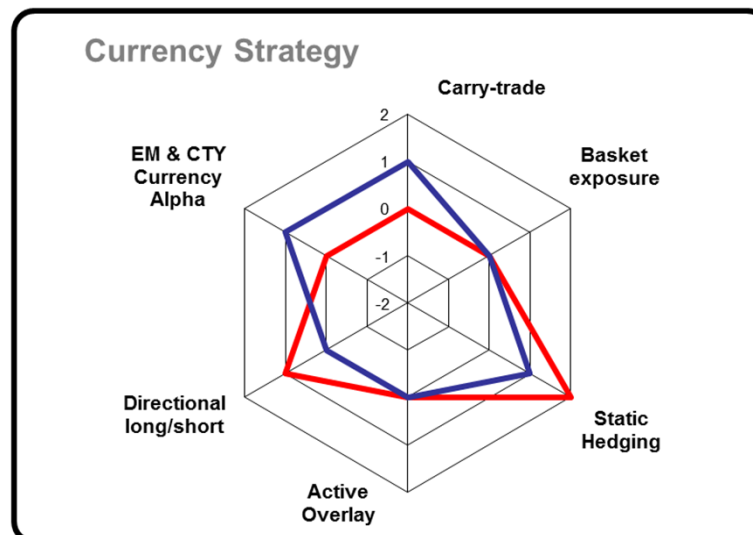 Currency Strategy
Carry-trade
2
EM & CTY
Currency
Alpha
Basket
exposure
1
0
-1
-2
Directional
long/short
Static
Hedging
Active
Overlay